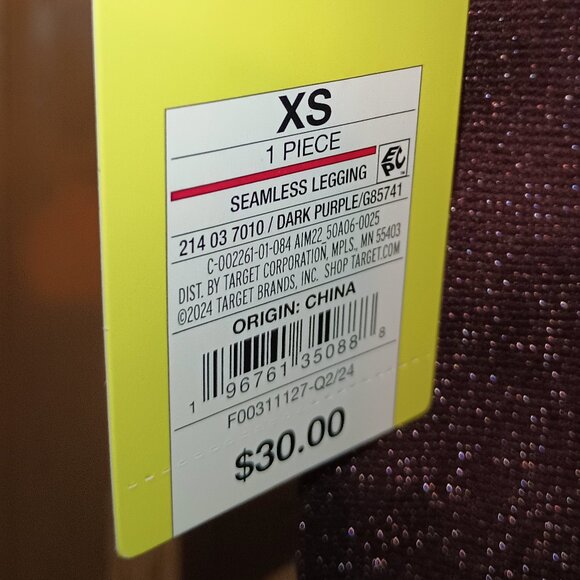 XS
1 PIECE
EPC™
SEAMLESS LEGGING
214 03 7010 / DARK PURPLE/G85741
C-002261-01-084 AIM22 50A06-0025
DIST. BY TARGET CORPORATION, MPLS., MN 55403
©2024 TARGET BRANDS, INC. SHOP TARGET.COM
ORIGIN: CHINA
1 96761 35088 8
F00311127-Q2/24
$30.00